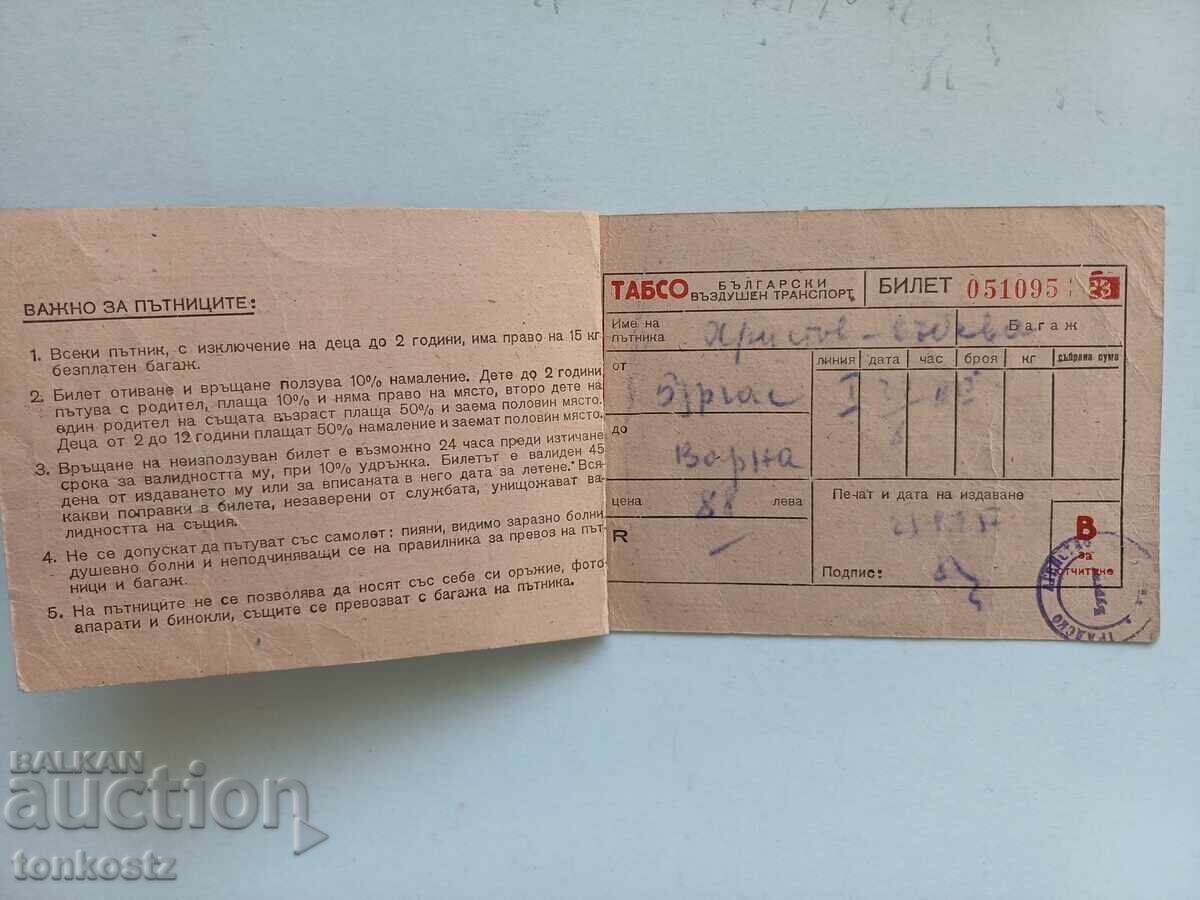 ВАЖНО ЗА ПЪТНИЦИТЕ:
1. Всеки пътник, с изключение на деца до 2 години, има право на 15 кг.
безплатен багаж.
2. Билет отиване и връщане ползува 10% намаление. Дете до 2 години
пътува с родител, плаща 10% и няма право на място, второ дете на
един родител на същата възраст плаща 50% и заема половин място.
Деца от 2 до 12 години плащат 50% намаление и заемат половин място.
3. Връщане на неизползуван билет е възможно 24 часа преди изтичане
срока за валидността му, при 10% удръжка. Билетът е валиден 45
дена от издаването му или за вписаната в него дата за летене. Вся-
какви поправки в билета, незаверени от службата, унищожават ва-
лидността на същия.
4. Не се допускат да пътуват със самолет: пияни, видимо заразно болни,
душевно болни и неподчиняващи се на правилника за превоз на път-
ници и багаж.
5. На пътниците не се позволява да носят със себе си оръжие, фото-
апарати и бинокли, същите се превозват с багажа на пътника.
ТАБСО БЪЛГАРСКИ ВЪЗДУШЕН ТРАНСПОРТ БИЛЕТ 051095
Име на пътника Христов Багаж
от линия дата час броя кг събрана сума
Бургас I
до
Варна
цена 88 лева Печат и дата на издаване
R В
за
отчитане
Подпис:
ГРАДСКО
BALKAN
auction
tonkostz